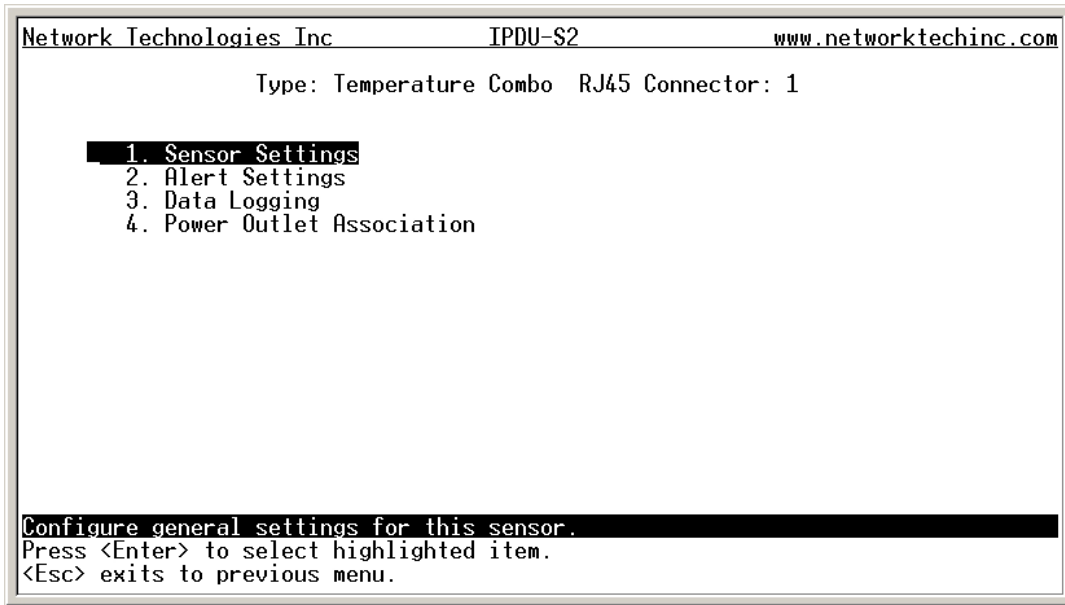 Network Technologies Inc IPDU-S2 www.networktechinc.com
Type: Temperature Combo RJ45 Connector: 1
1. Sensor Settings
2. Alert Settings
3. Data Logging
4. Power Outlet Association
Configure general settings for this sensor.
Press <Enter> to select highlighted item.
<Esc> exits to previous menu.